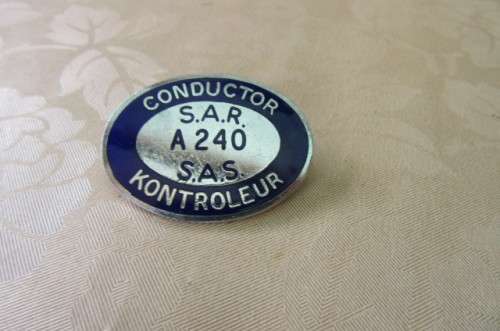 CONDUCTOR
S.A.R.
A 240
S.A.S.
KONTROLEUR